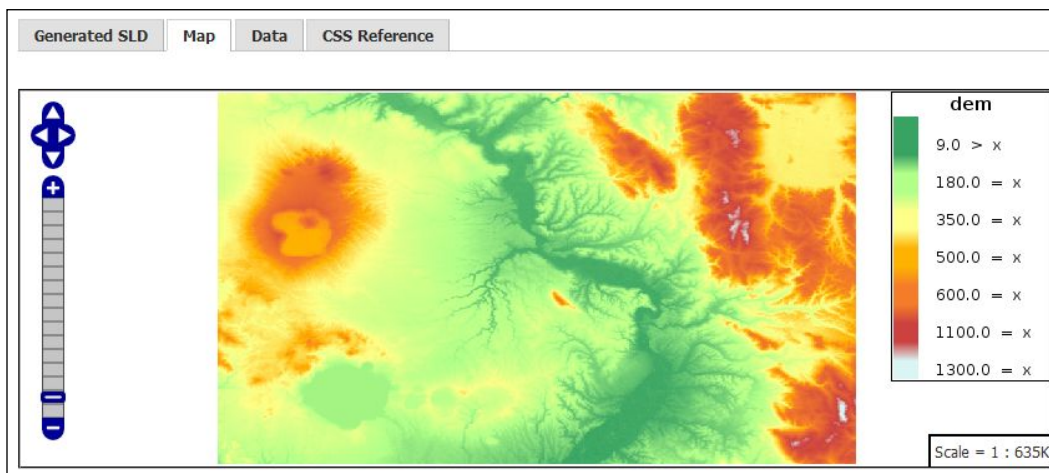 Generated SLD
Map
Data
CSS Reference
dem
9.0 > x
180.0 = x
350.0 = x
500.0 = x
600.0 = x
1100.0 = x
1300.0 = x
Scale = 1 : 635K